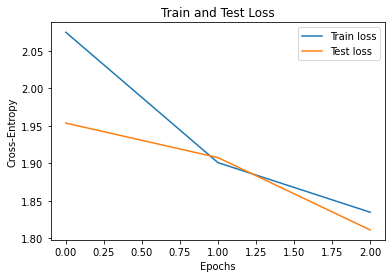 Train and Test Loss
Train loss
Test loss
Cross-Entropy
2.05
2.00
1.95
1.90
1.85
1.80
0.00 0.25 0.50 0.75 1.00 1.25 1.50 1.75 2.00
Epochs